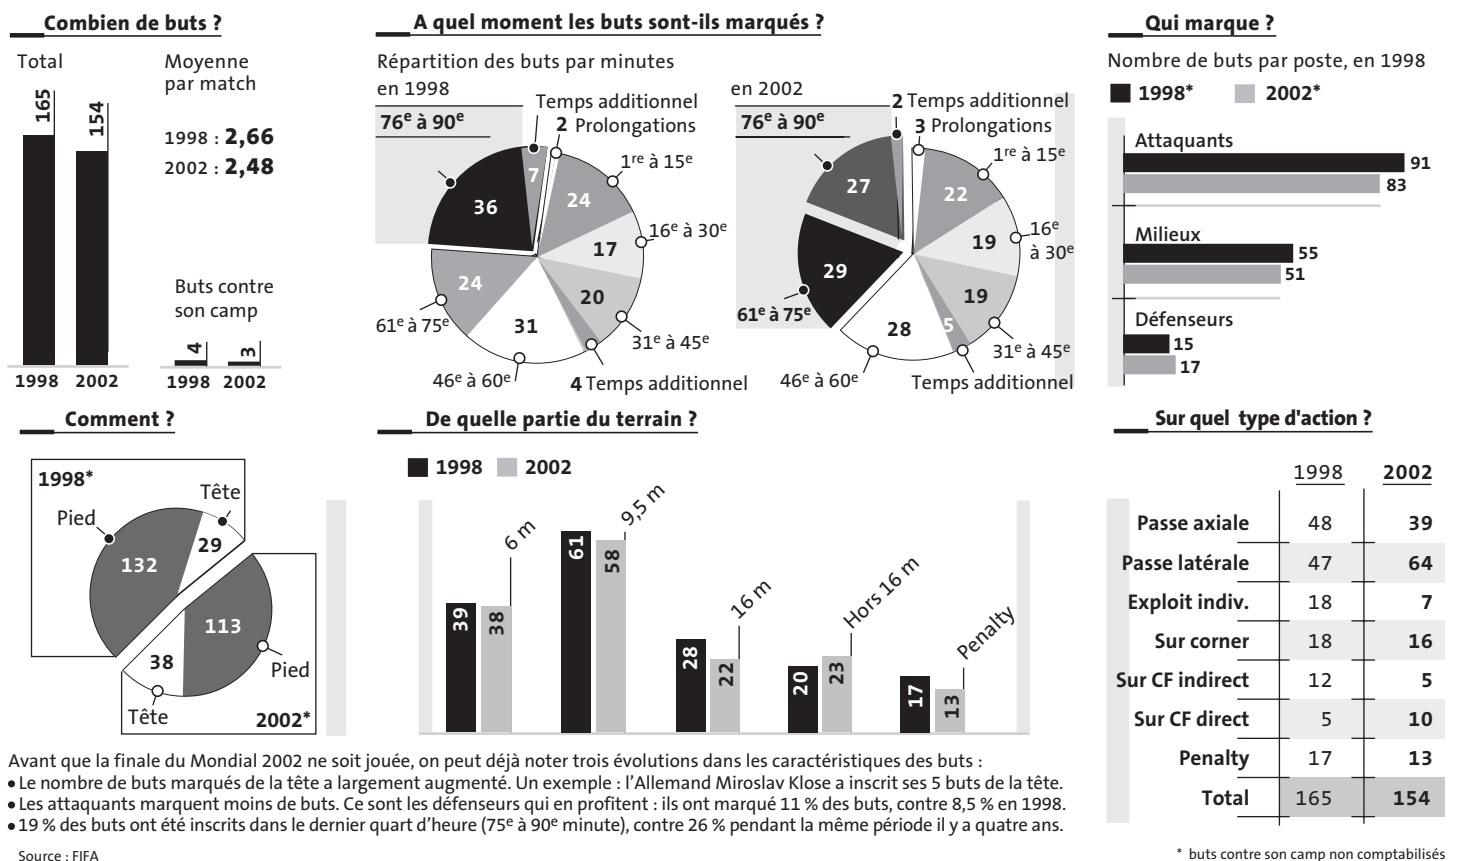 Combien de buts ?
Total
165
154
1998
2002
Moyenne
par match
1998 : 2,66
2002 : 2,48
Buts contre
son camp
4
3
1998
2002
A quel moment les buts sont-ils marqués ?
Répartition des buts par minutes
en 1998
76e à 90e
Temps additionnel
2 Prolongations
1re à 15e
16e à 30e
31e à 45e
4 Temps additionnel
46e à 60e
61e à 75e
36
7
24
17
20
31
24
en 2002
76e à 90e
2 Temps additionnel
3 Prolongations
1re à 15e
16e
à 30e
31e à 45e
Temps additionnel
46e à 60e
61e à 75e
27
22
19
19
5
28
29
Qui marque ?
Nombre de buts par poste, en 1998
1998*
2002*
Attaquants
91
83
Milieux
55
51
Défenseurs
15
17
Comment ?
1998*
Tête
Pied
29
132
113
38
Pied
Tête
2002*
De quelle partie du terrain ?
1998
2002
6 m
39
38
9,5 m
61
58
16 m
28
22
Hors 16 m
20
23
Penalty
17
13
Sur quel type d'action ?
1998 2002
Passe axiale 48 39
Passe latérale 47 64
Exploit indiv. 18 7
Sur corner 18 16
Sur CF indirect 12 5
Sur CF direct 5 10
Penalty 17 13
Total 165 154
Avant que la finale du Mondial 2002 ne soit jouée, on peut déjà noter trois évolutions dans les caractéristiques des buts :
• Le nombre de buts marqués de la tête a largement augmenté. Un exemple : l'Allemand Miroslav Klose a inscrit ses 5 buts de la tête.
• Les attaquants marquent moins de buts. Ce sont les défenseurs qui en profitent : ils ont marqué 11 % des buts, contre 8,5 % en 1998.
• 19 % des buts ont été inscrits dans le dernier quart d'heure (75e à 90e minute), contre 26 % pendant la même période il y a quatre ans.
Source : FIFA
* buts contre son camp non comptabilisés